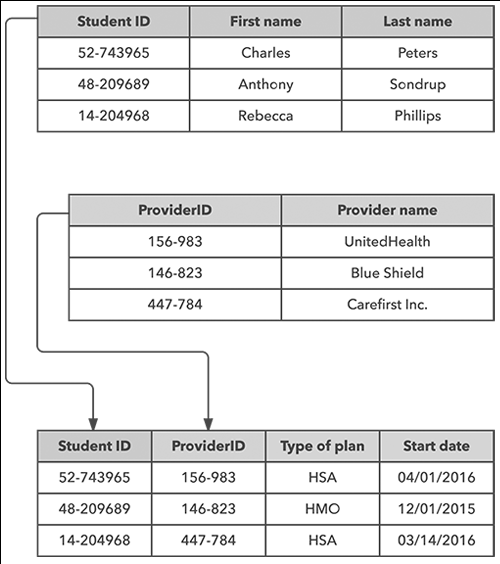 Student ID First name Last name
52-743965 Charles Peters
48-209689 Anthony Sondrup
14-204968 Rebecca Phillips
ProviderID Provider name
156-983 UnitedHealth
146-823 Blue Shield
447-784 Carefirst Inc.
Student ID ProviderID Type of plan Start date
52-743965 156-983 HSA 04/01/2016
48-209689 146-823 HMO 12/01/2015
14-204968 447-784 HSA 03/14/2016